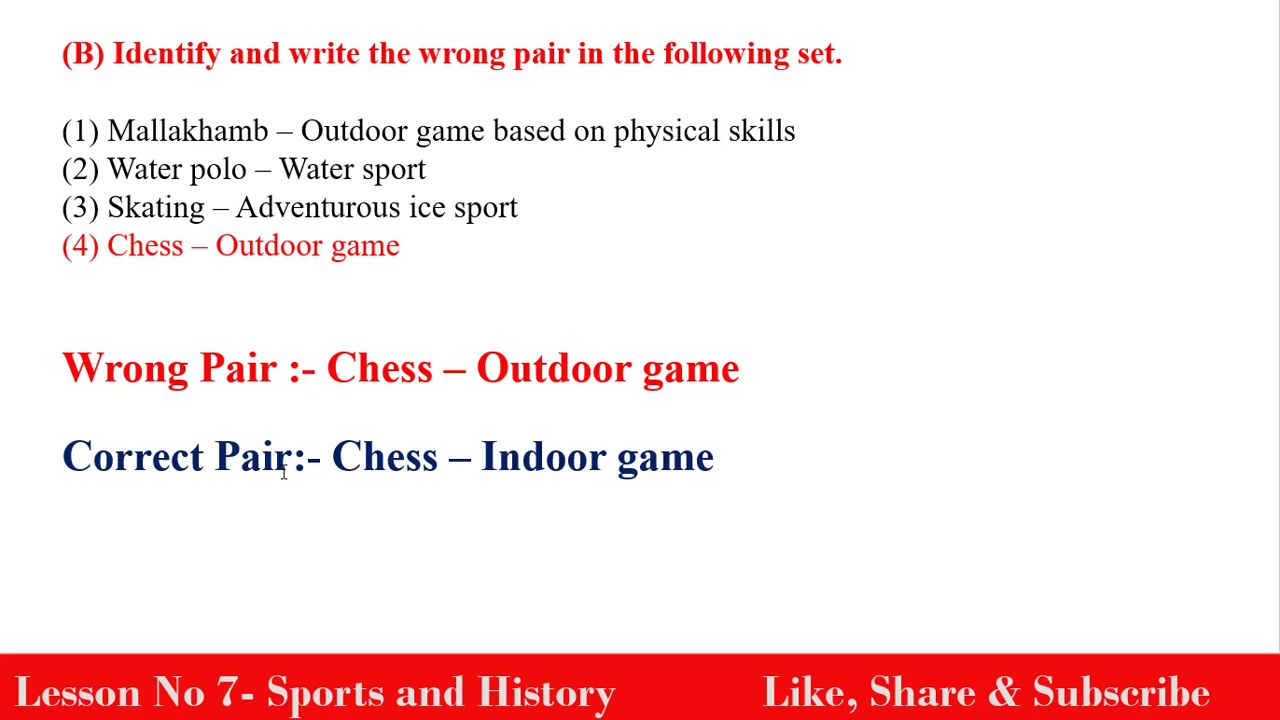 (B) Identify and write the wrong pair in the following set.
(1) Mallakhamb – Outdoor game based on physical skills
(2) Water polo – Water sport
(3) Skating – Adventurous ice sport
(4) Chess – Outdoor game
Wrong Pair :- Chess – Outdoor game
Correct Pair:- Chess – Indoor game
Lesson No 7- Sports and History
Like, Share & Subscribe